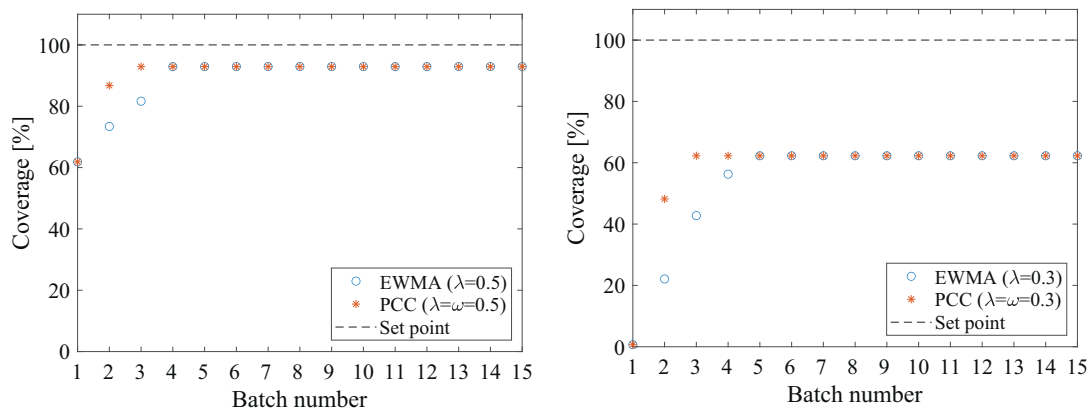 100
80
60
40
20
0
Coverage [%]
1 2 3 4 5 6 7 8 9 10 11 12 13 14 15
Batch number
EWMA (λ=0.5)
PCC (λ=ω=0.5)
Set point
100
80
60
40
20
0
Coverage [%]
1 2 3 4 5 6 7 8 9 10 11 12 13 14 15
Batch number
EWMA (λ=0.3)
PCC (λ=ω=0.3)
Set point